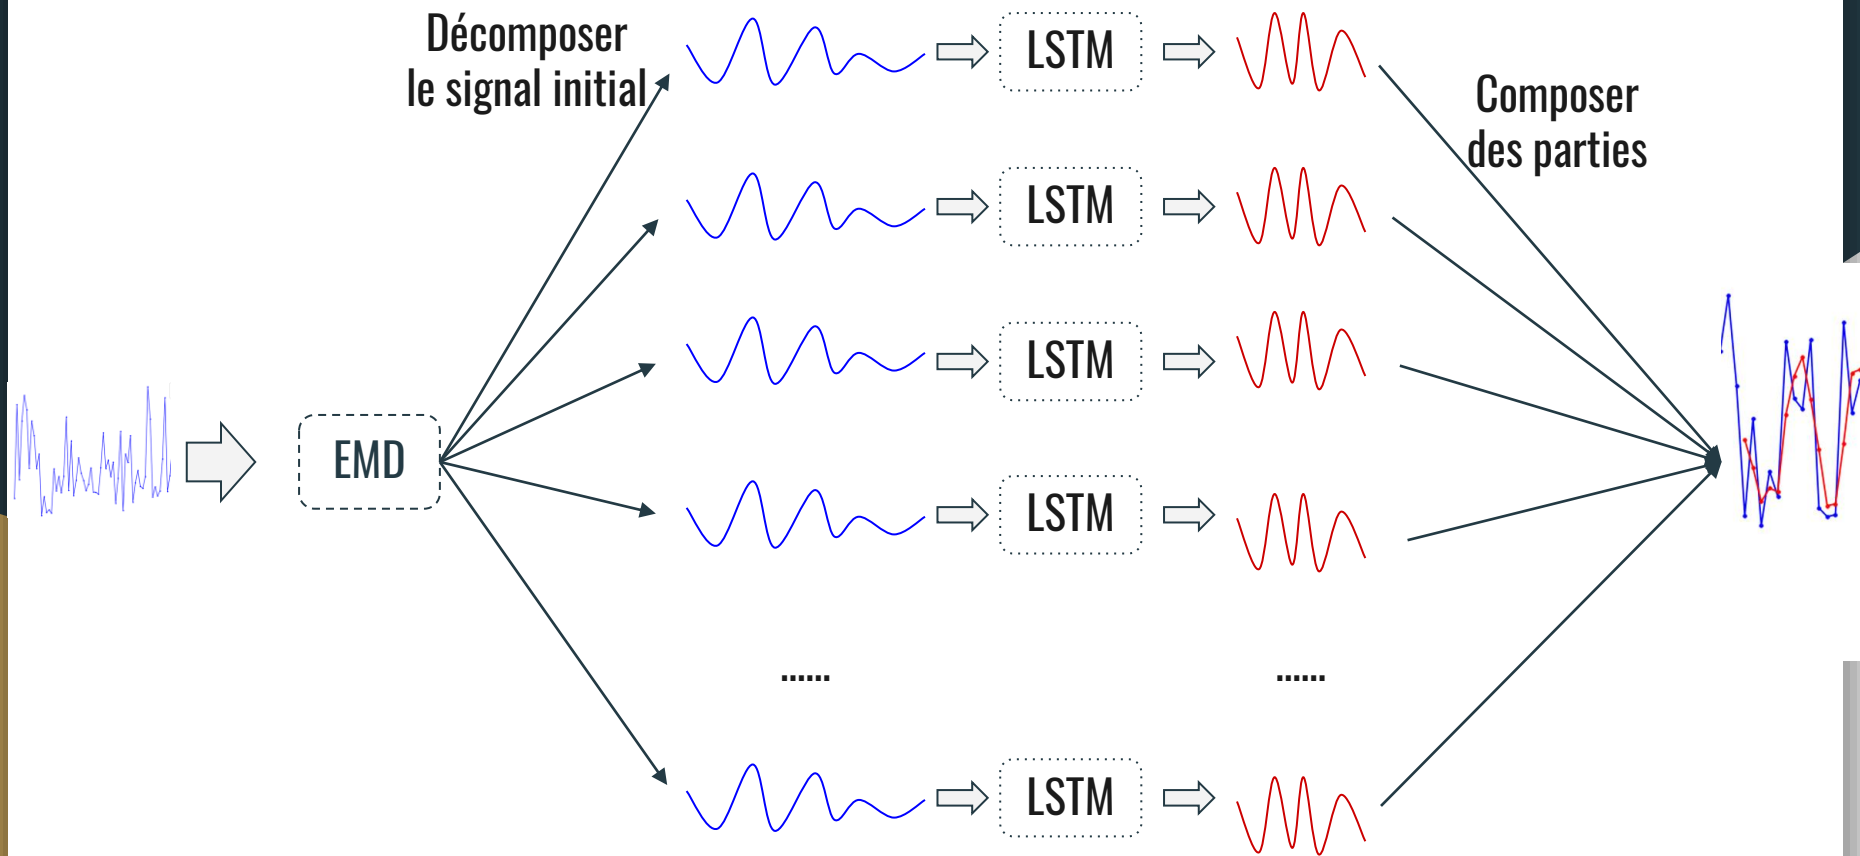 Décomposer
le signal initial
LSTM
Composer
des parties
LSTM
LSTM
EMD
LSTM
......
......
LSTM